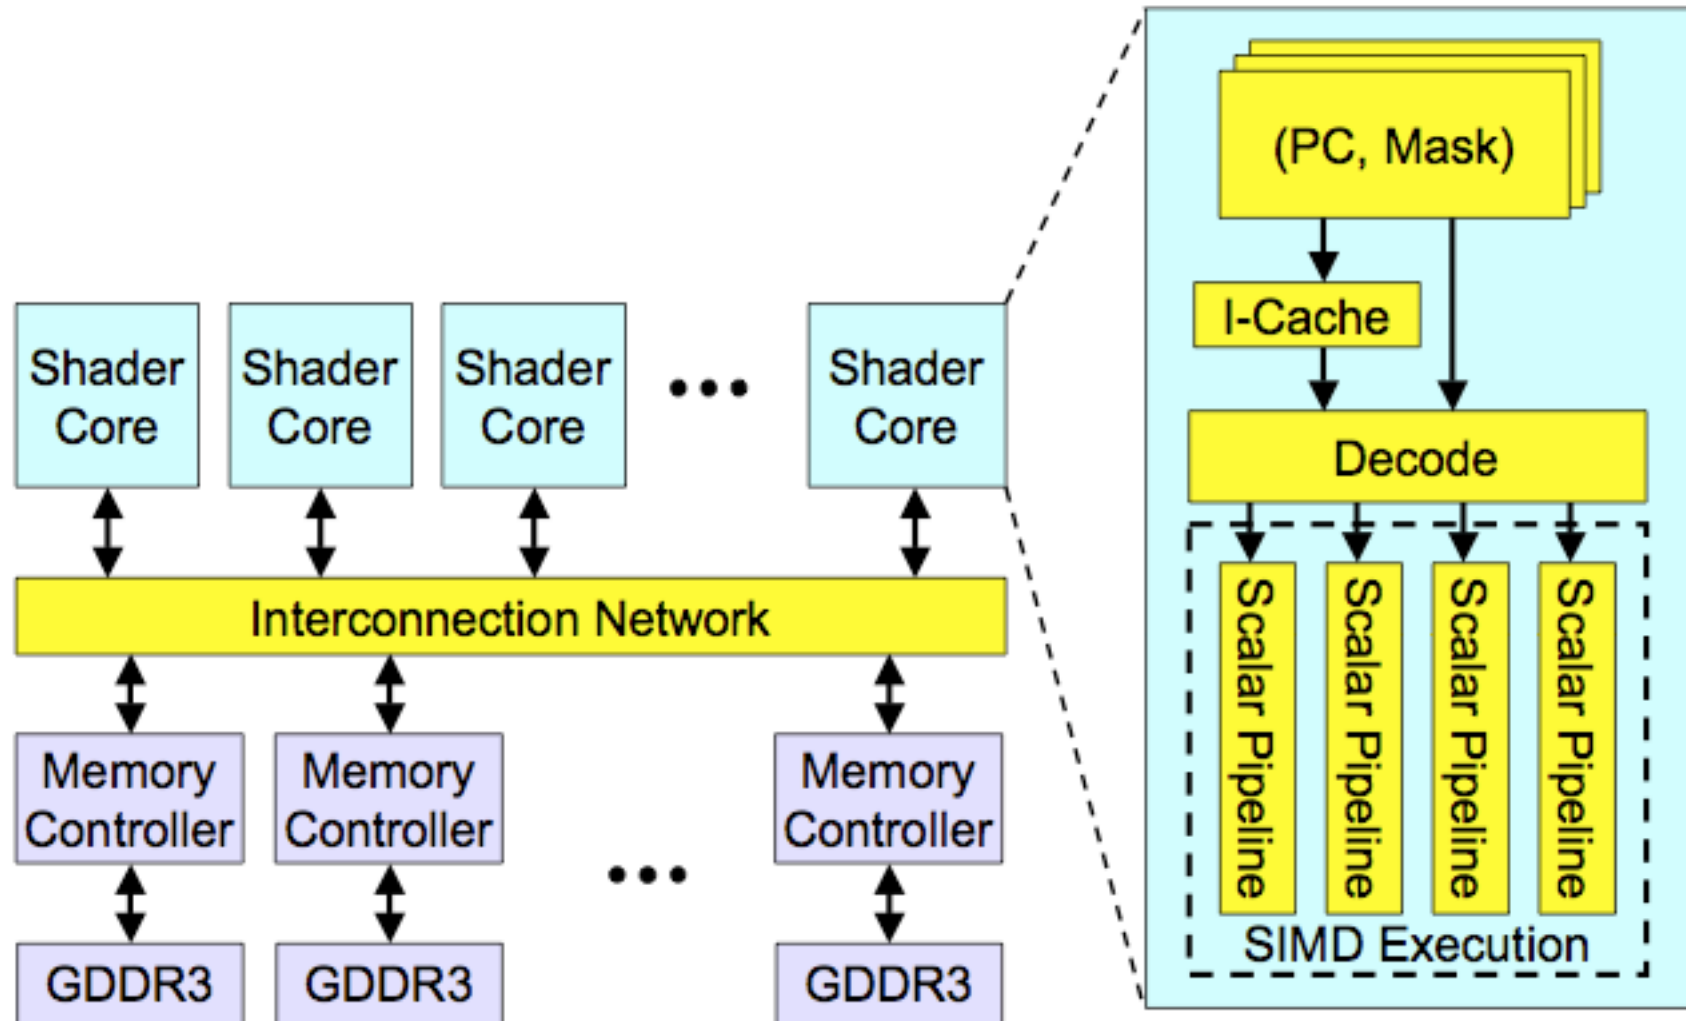 Shader
Core
Shader
Core
Shader
Core
•••
Shader
Core
Interconnection Network
Memory
Controller
Memory
Controller
•••
Memory
Controller
GDDR3
GDDR3
GDDR3
(PC, Mask)
I-Cache
Decode
Scalar Pipeline
Scalar Pipeline
Scalar Pipeline
Scalar Pipeline
SIMD Execution